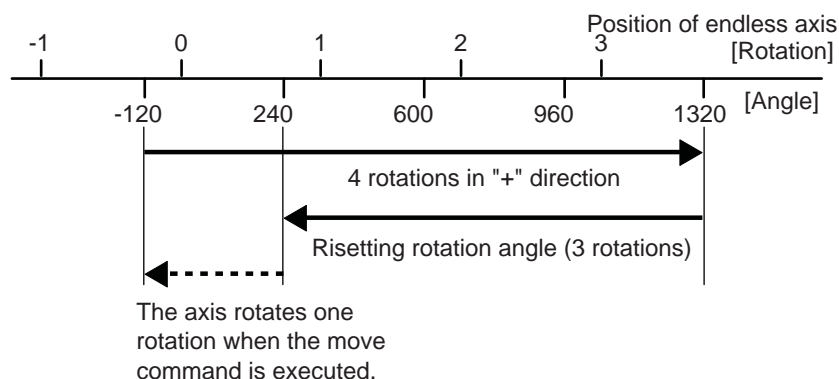 Position of endless axis
-1 0 1 2 3 [Rotation]
-120 240 600 960 1320 [Angle]
4 rotations in "+" direction
Risetting rotation angle (3 rotations)
The axis rotates one
rotation when the move
command is executed.